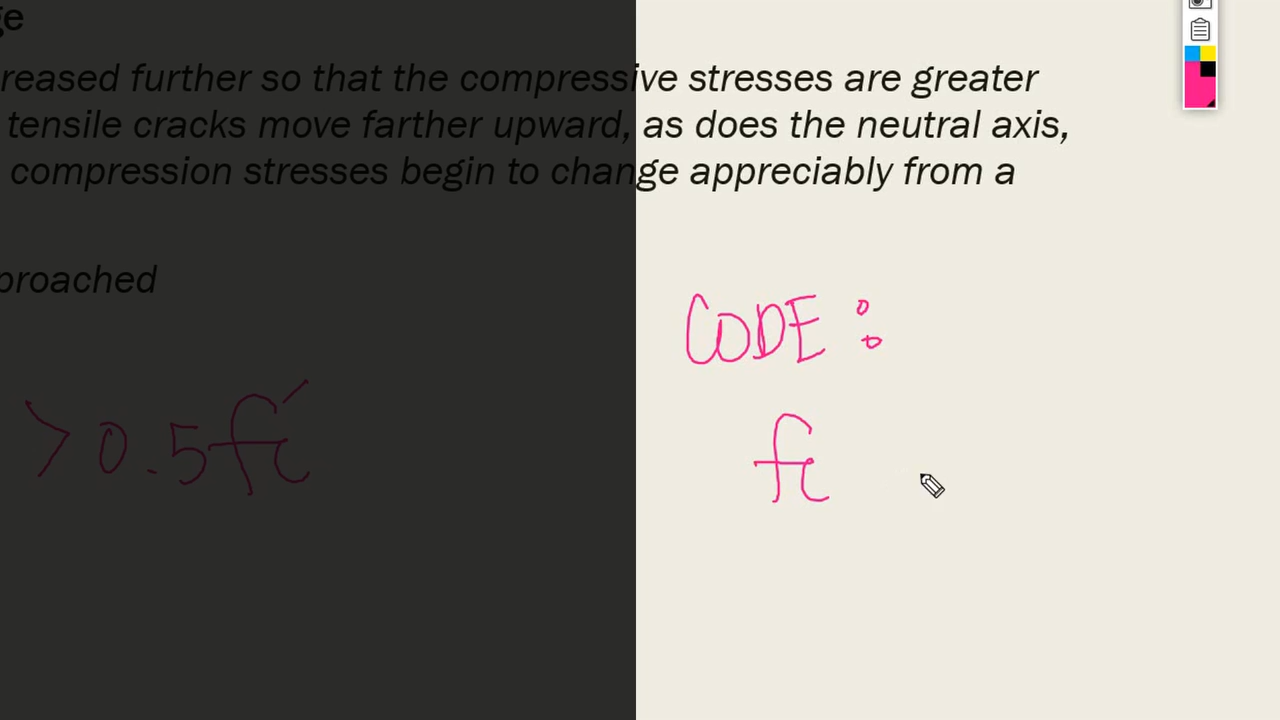 ge
reased further so that the compressive stresses are greater
tensile cracks move farther upward, as does the neutral axis,
compression stresses begin to change appreciably from a
proached
CODE :
> 0.5fc'
fc